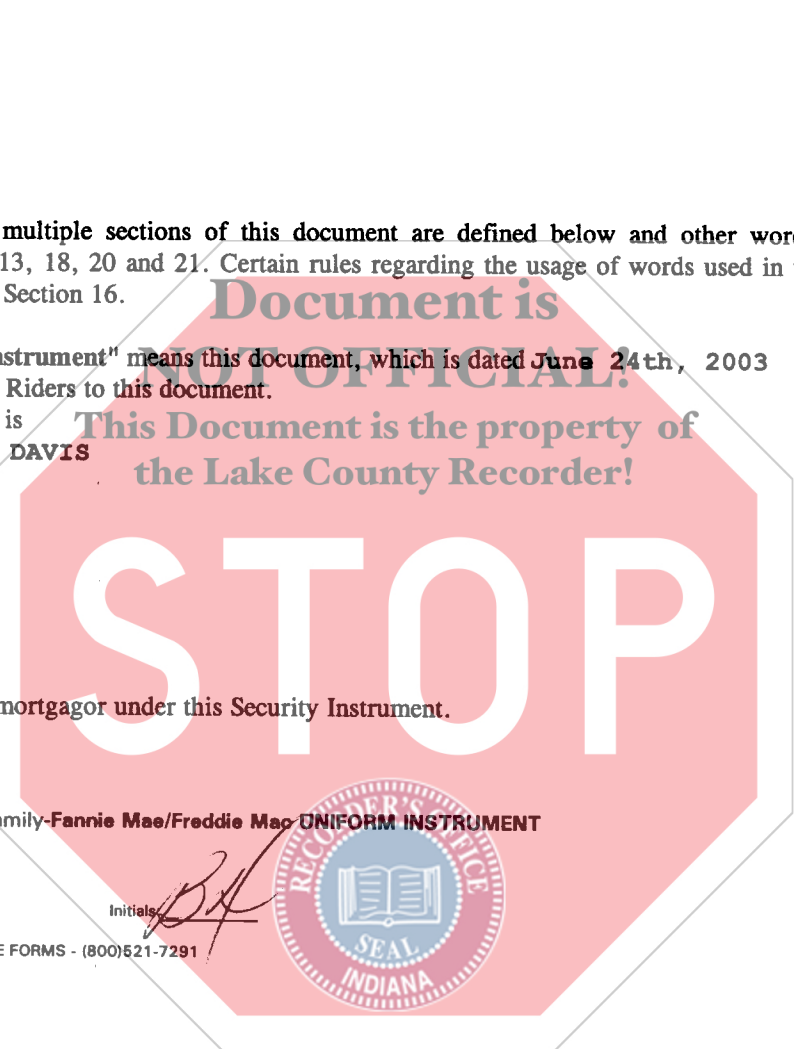 multiple sections of this document are defined below and other
13, 18, 20 and 21. Certain rules regarding the usage of words used in
Section 16.
Document is
strument" means this document, which is dated June 24th, 2003
NOT OFFICIAL!
Riders to this document.
is
This Document is the property of
DAVIS
the Lake County Recorder!
STOP
mortgagor under this Security Instrument.
mily-Fannie Mae/Freddie Mac UNIFORM INSTRUMENT
RECORDER'S OFFICE
Initials
SEAL
E FORMS - (800)521-7291
INDIANA